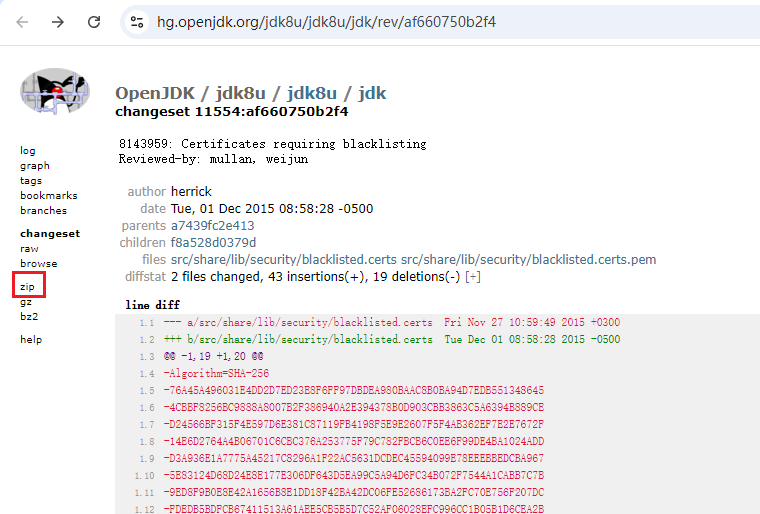 hg.openjdk.org/jdk8u/jdk8u/jdk/rev/af660750b2f4
OpenJDK / jdk8u / jdk8u / jdk
changeset 11554:af660750b2f4
8143959: Certificates requiring blacklisting
Reviewed-by: mullan, weijun
log
graph
tags
bookmarks
branches
changeset
raw
browse
zip
gz
bz2
help
author herrick
date Tue, 01 Dec 2015 08:58:28 -0500
parents a7439fc2e413
children f8a528d0379d
files src/share/lib/security/blacklisted.certs src/share/lib/security/blacklisted.certs.pem
diffstat 2 files changed, 43 insertions(+), 19 deletions(-) [+]
line diff
1.1 --- a/src/share/lib/security/blacklisted.certs Fri Nov 27 10:59:49 2015 +0300
1.2 +++ b/src/share/lib/security/blacklisted.certs Tue Dec 01 08:58:28 2015 -0500
1.3 @@ -1,19 +1,20 @@
1.4 -Algorithm=SHA-256
1.5 -76A45A496031E4DD2D7ED23E8F6FF97DBDEA980BAAC8B0BA94D7EDB551348645
1.6 -4CBBF8256BC9888A8007B2F386940A2E394378B0D903CBB3863C5A6394B889CE
1.7 -D24566BF315F4E597D6E381C87119FB4198F5E9E2607F5F4AB362EF7E2E7672F
1.8 -14E6D2764A4B06701C6CBC376A253775F79C782FBCB6C0EE6F99DE4BA1024ADD
1.9 -D3A936E1A7775A45217C8296A1F22AC5631DCDEC45594099E78EEEBBEDCBA967
1.10 -5E83124D68D24E8E177E306DF643D5EA99C5A94D6FC34B072F7544A1CABB7C7B
1.11 -9ED8F9B0E8E42A1656B8E1DD18F42BA42DC06FE52686173BA2FC70E756F207DC
1.12 -FDEDB5BDFCB67411513A61AEE5CB5B5D7C52AF06028EFC996CC1B05B1D6CEA2B